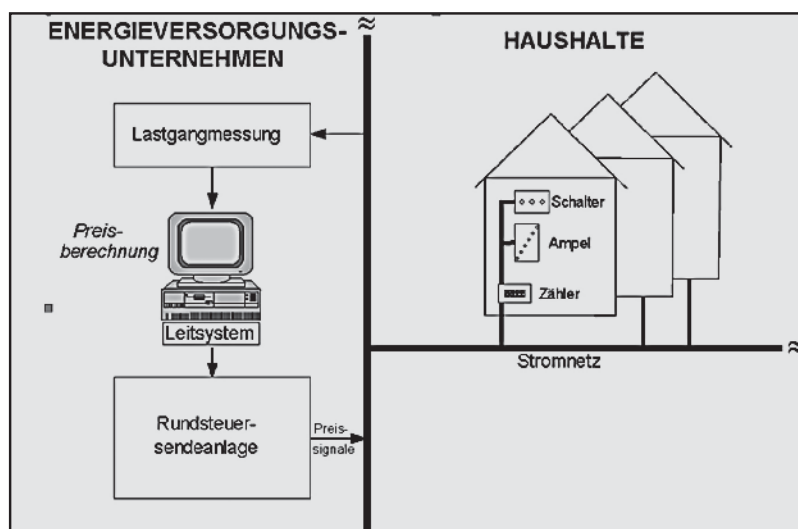 ENERGIEVERSORGUNGS-
UNTERNEHMEN
Lastgangmessung
Preis-
berechnung
Leitsystem
Rundsteuer-
sendeanlage
Preis-
signale
HAUSHALTE
Schalter
Ampel
Zähler
Stromnetz